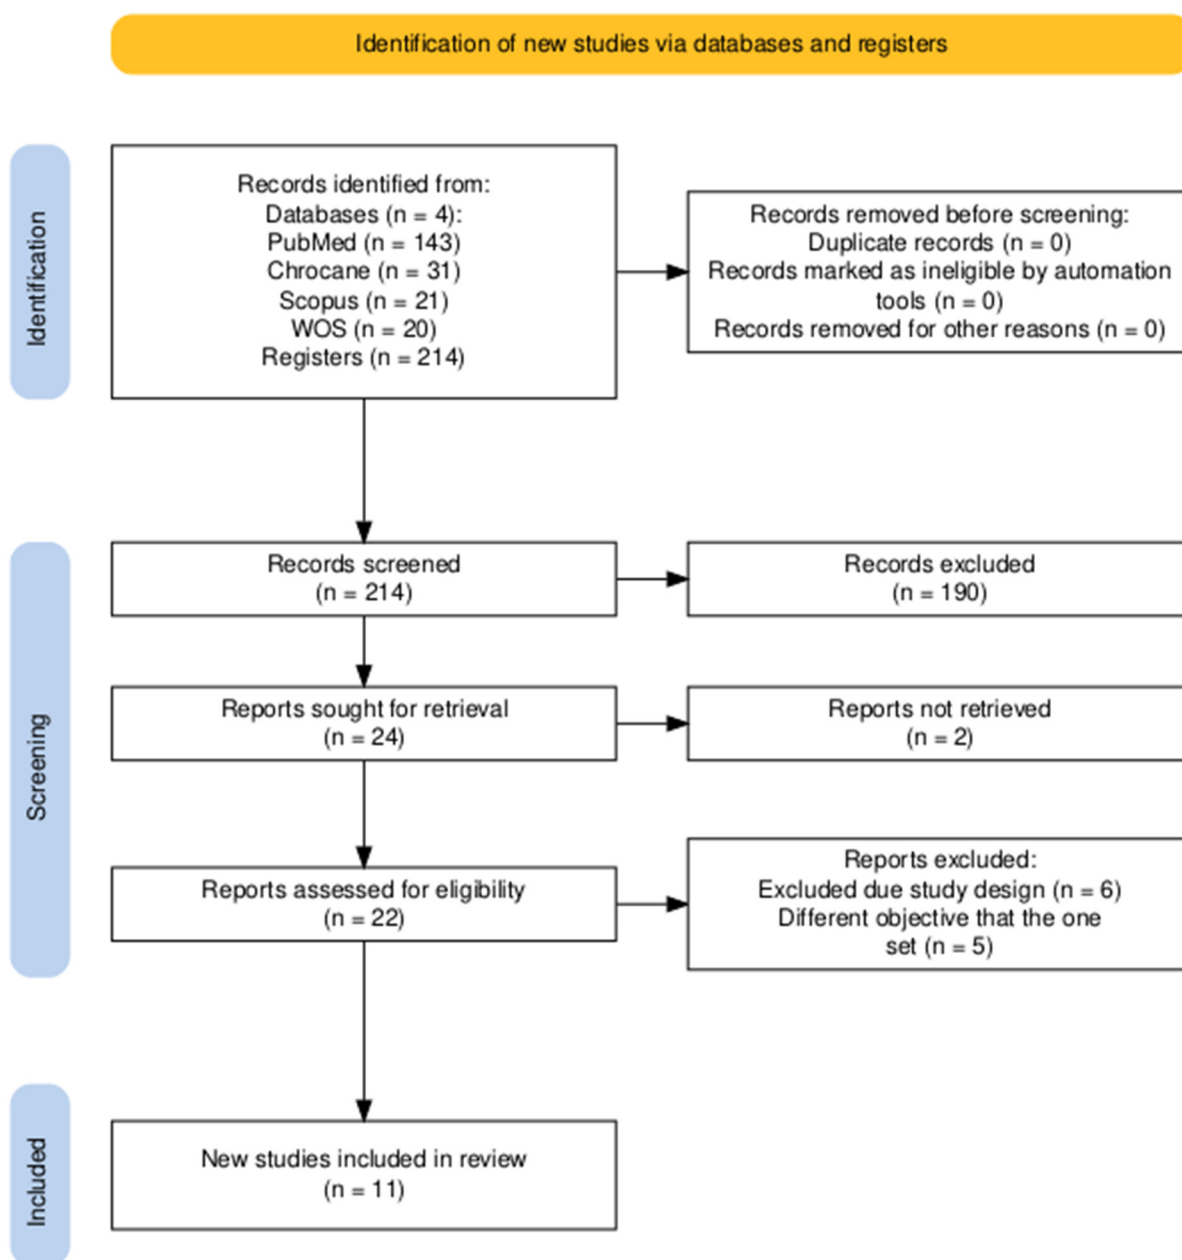 Identification of new studies via databases and registers
Identification
Records identified from:
Databases (n = 4):
PubMed (n = 143)
Chrocane (n = 31)
Scopus (n = 21)
WOS (n = 20)
Registers (n = 214)
Records removed before screening:
Duplicate records (n = 0)
Records marked as ineligible by automation
tools (n = 0)
Records removed for other reasons (n = 0)
Screening
Records screened
(n = 214)
Records excluded
(n = 190)
Reports sought for retrieval
(n = 24)
Reports not retrieved
(n = 2)
Reports assessed for eligibility
(n = 22)
Reports excluded:
Excluded due study design (n = 6)
Different objective that the one
set (n = 5)
Included
New studies included in review
(n = 11)